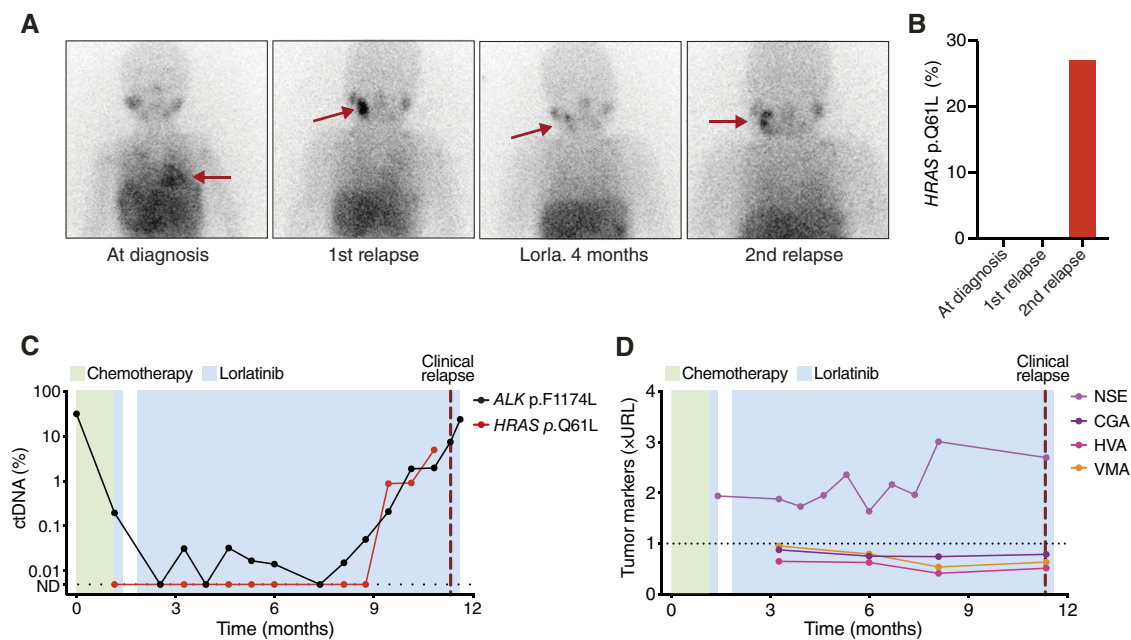 A
At diagnosis
1st relapse
Lorla. 4 months
2nd relapse
B
HRAS p.Q61L (%)
30
20
10
0
At diagnosis
1st relapse
2nd relapse
C
Chemotherapy
Lorlatinib
Clinical
relapse
ALK p.F1174L
HRAS p.Q61L
ctDNA (%)
100
10
1
0.1
0.01
ND
0
3
6
9
12
Time (months)
D
Chemotherapy
Lorlatinib
Clinical
relapse
NSE
CGA
HVA
VMA
Tumor markers (×URL)
4
3
2
1
0
0
3
6
9
12
Time (months)